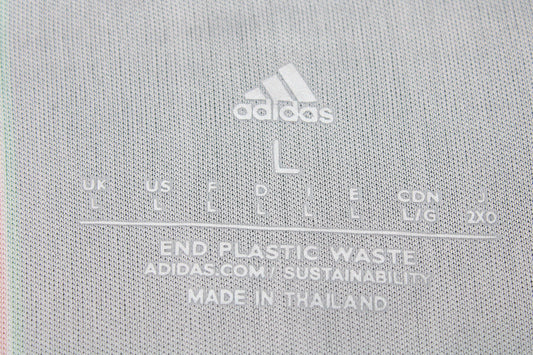 adidas
L
UK US F D I E CDN J
L L L L L L L/G 2XO
END PLASTIC WASTE
ADIDAS.COM/SUSTAINABILITY
MADE IN THAILAND